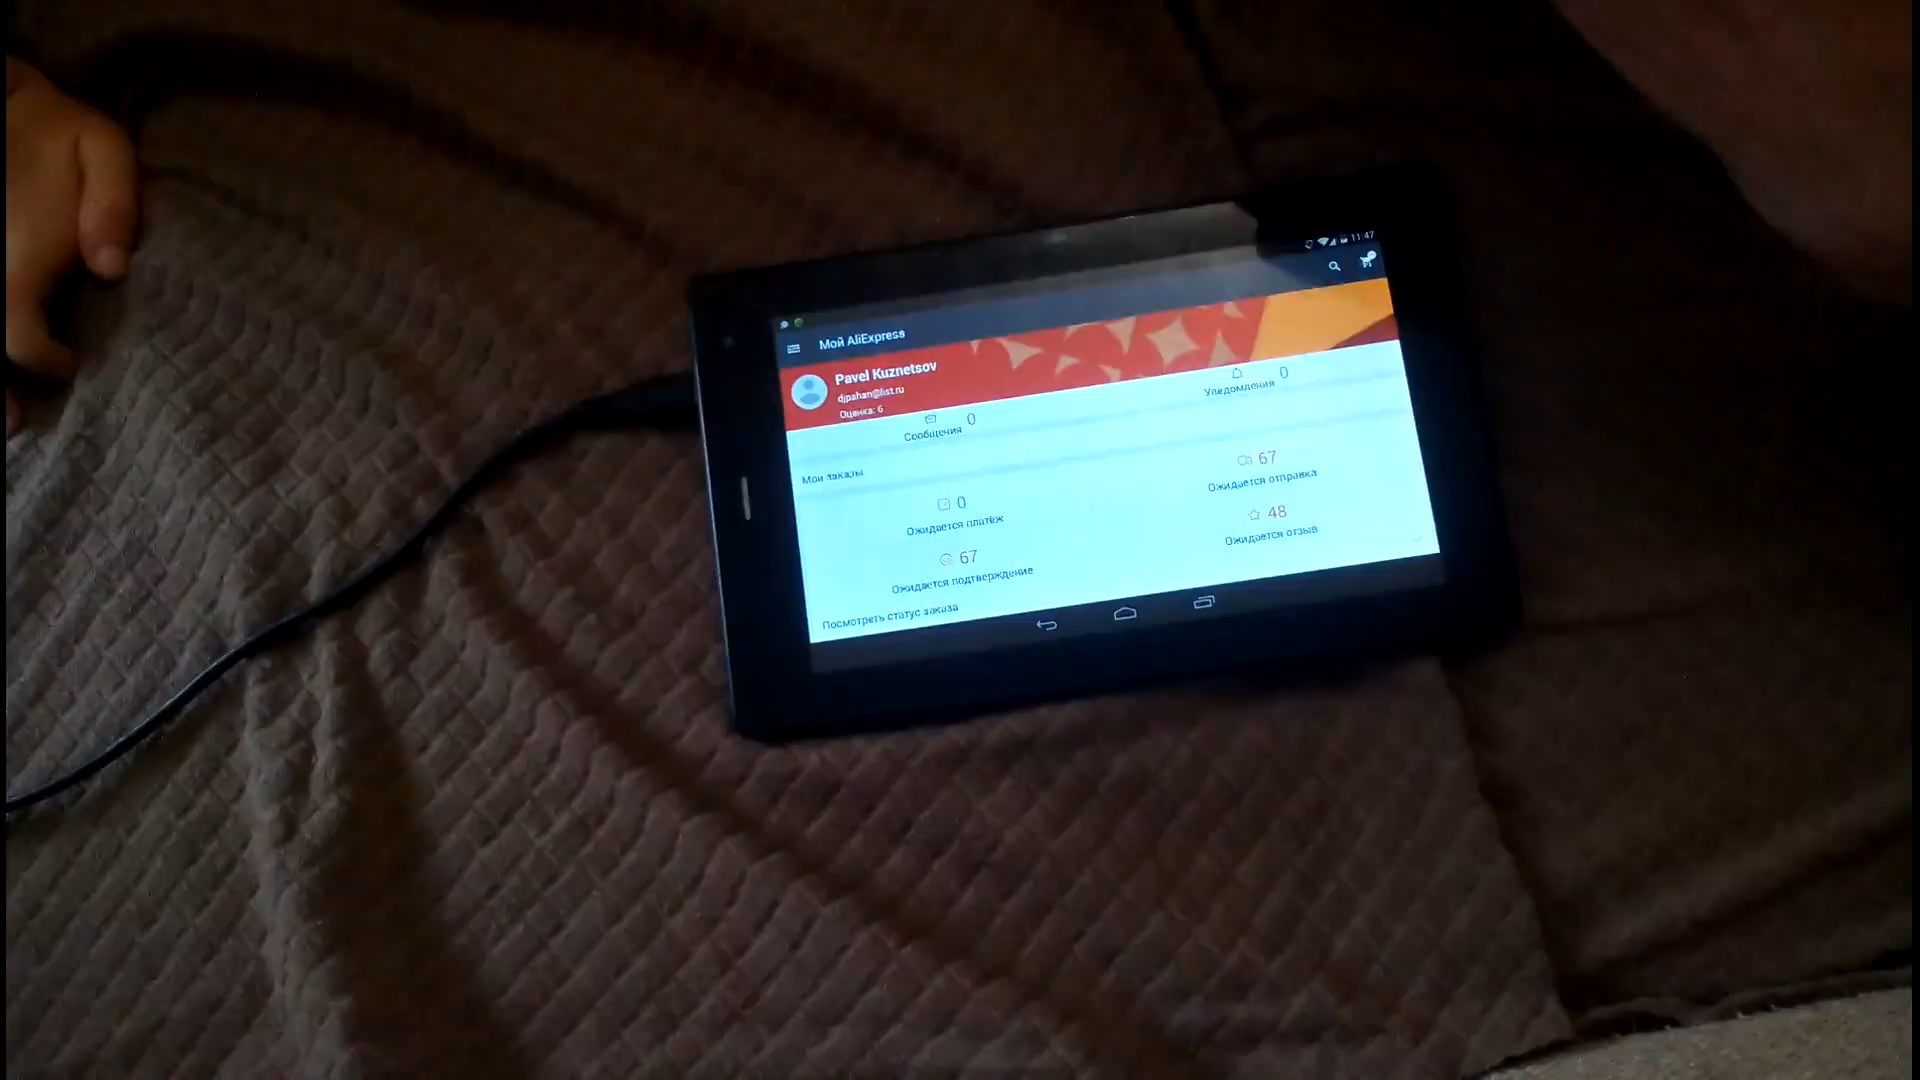 11:47
Мой AliExpress
Pavel Kuznetsov
djpahan@list.ru
Оценка: 6
Сообщения 0
Уведомления 0
Мои заказы
0
Ожидается платёж
67
Ожидается отправка
67
Ожидается подтверждение
48
Ожидается отзыв
Посмотреть статус заказа